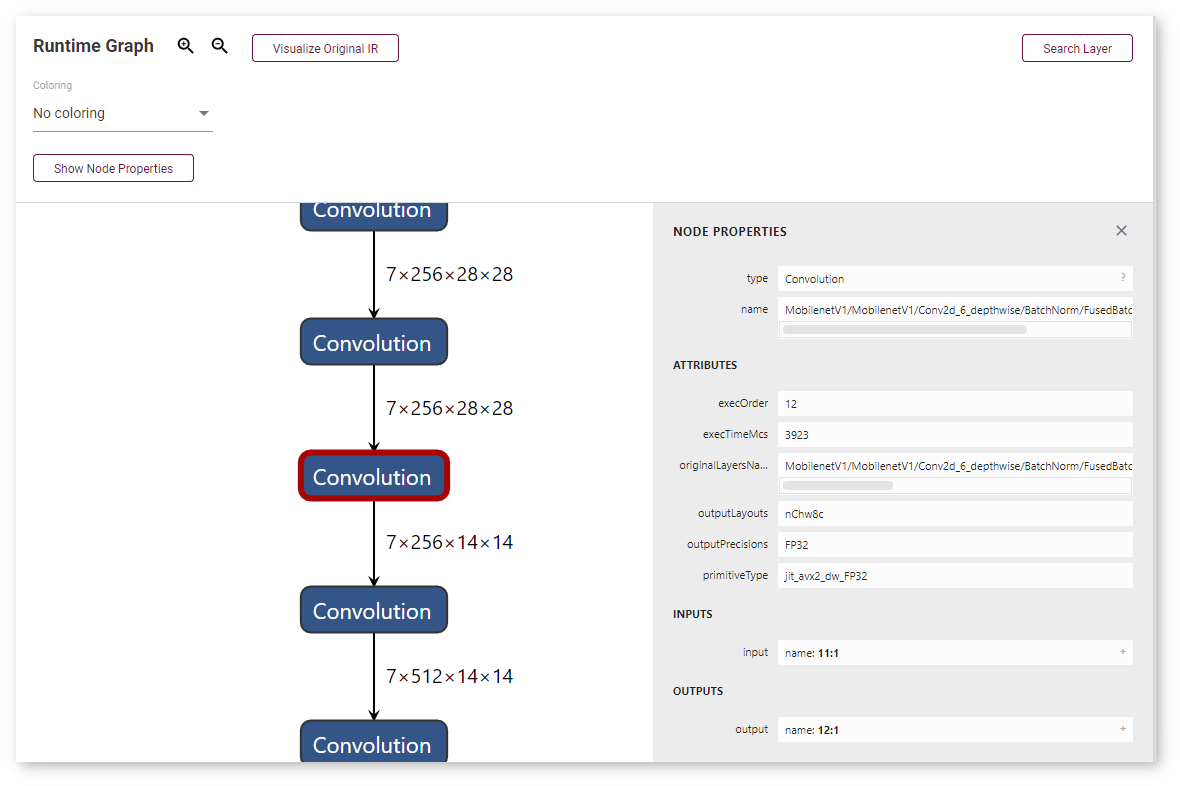 Runtime Graph
Visualize Original IR
Search Layer
Coloring
No coloring
Show Node Properties
Convolution
7×256×28×28
Convolution
7×256×28×28
Convolution
7×256×14×14
Convolution
7×512×14×14
Convolution
NODE PROPERTIES
type Convolution ?
name MobilenetV1/MobilenetV1/Conv2d_6_depthwise/BatchNorm/FusedBatc
ATTRIBUTES
execOrder 12
execTimeMcs 3923
originalLayersNa... MobilenetV1/MobilenetV1/Conv2d_6_depthwise/BatchNorm/FusedBatc
outputLayouts nChw8c
outputPrecisions FP32
primitiveType jit_avx2_dw_FP32
INPUTS
input name: 11:1 +
OUTPUTS
output name: 12:1 +